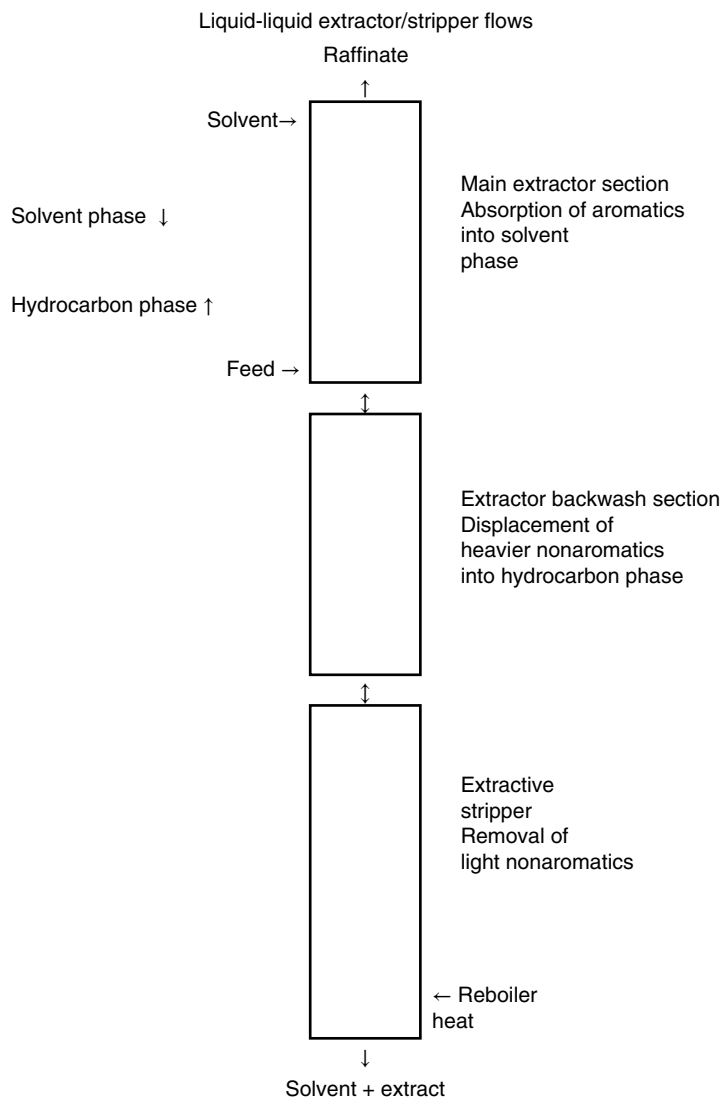 Liquid-liquid extractor/stripper flows
Raffinate
↑
Solvent→
Main extractor section
Absorption of aromatics
into solvent
phase
Solvent phase ↓
Hydrocarbon phase ↑
Feed →
↕
Extractor backwash section
Displacement of
heavier nonaromatics
into hydrocarbon phase
↕
Extractive
stripper
Removal of
light nonaromatics
← Reboiler
heat
↓
Solvent + extract